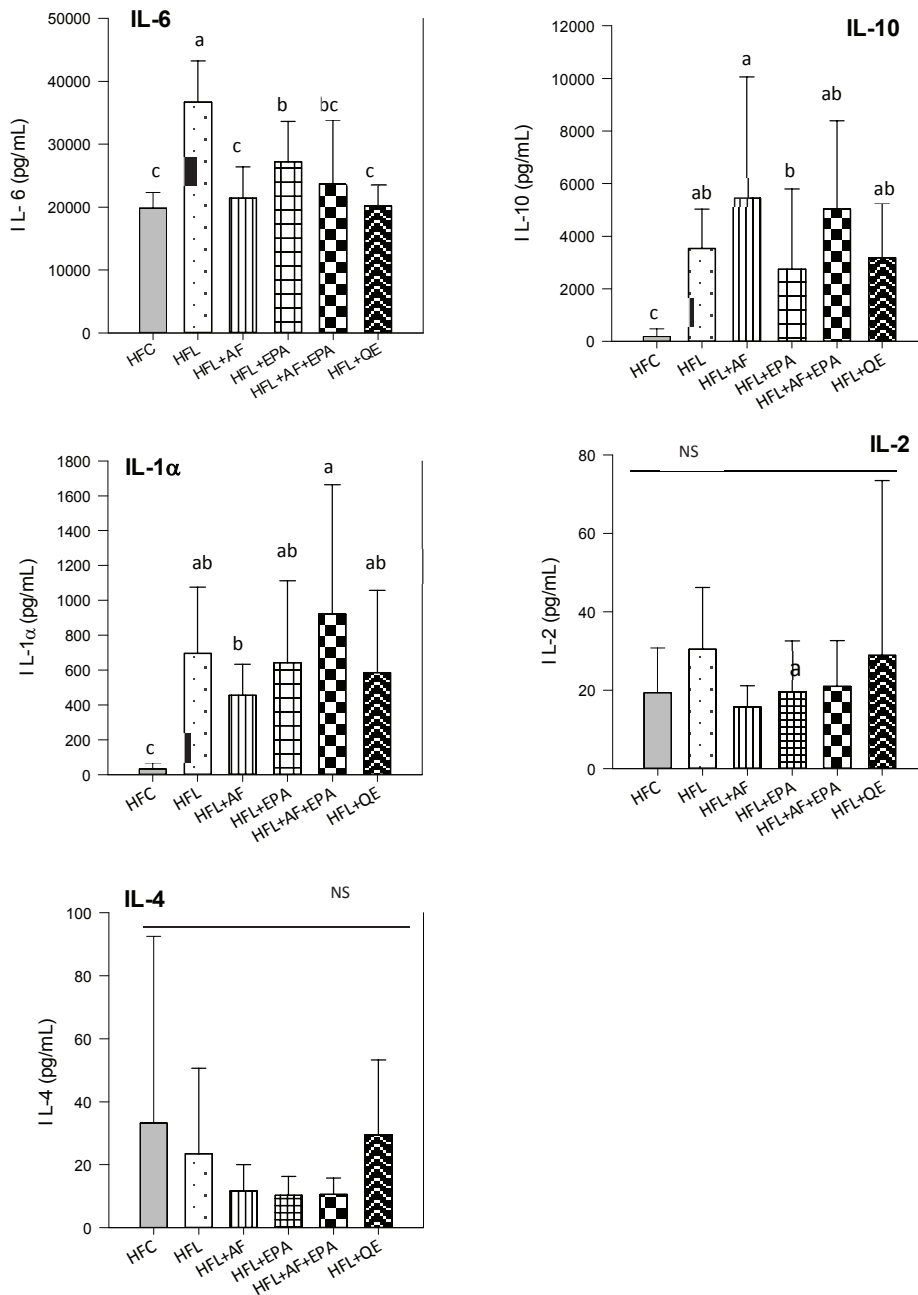 IL-6
50000
40000
30000
20000
10000
0
I L- 6 (pg/mL)
c
a
c
b
bc
c
HFC
HFL
HFL+AF
HFL+EPA
HFL+AF+EPA
HFL+QE
IL-10
12000
10000
8000
6000
4000
2000
0
I L-10 (pg/mL)
c
ab
a
b
ab
ab
HFC
HFL
HFL+AF
HFL+EPA
HFL+AF+EPA
HFL+QE
IL-1α
1800
1600
1400
1200
1000
800
600
400
200
0
I L-1α (pg/mL)
c
ab
b
ab
a
ab
HFC
HFL
HFL+AF
HFL+EPA
HFL+AF+EPA
HFL+QE
IL-2
NS
80
60
40
20
0
I L-2 (pg/mL)
a
HFC
HFL
HFL+AF
HFL+EPA
HFL+AF+EPA
HFL+QE
IL-4
NS
100
80
60
40
20
0
I L-4 (pg/mL)
HFC
HFL
HFL+AF
HFL+EPA
HFL+AF+EPA
HFL+QE